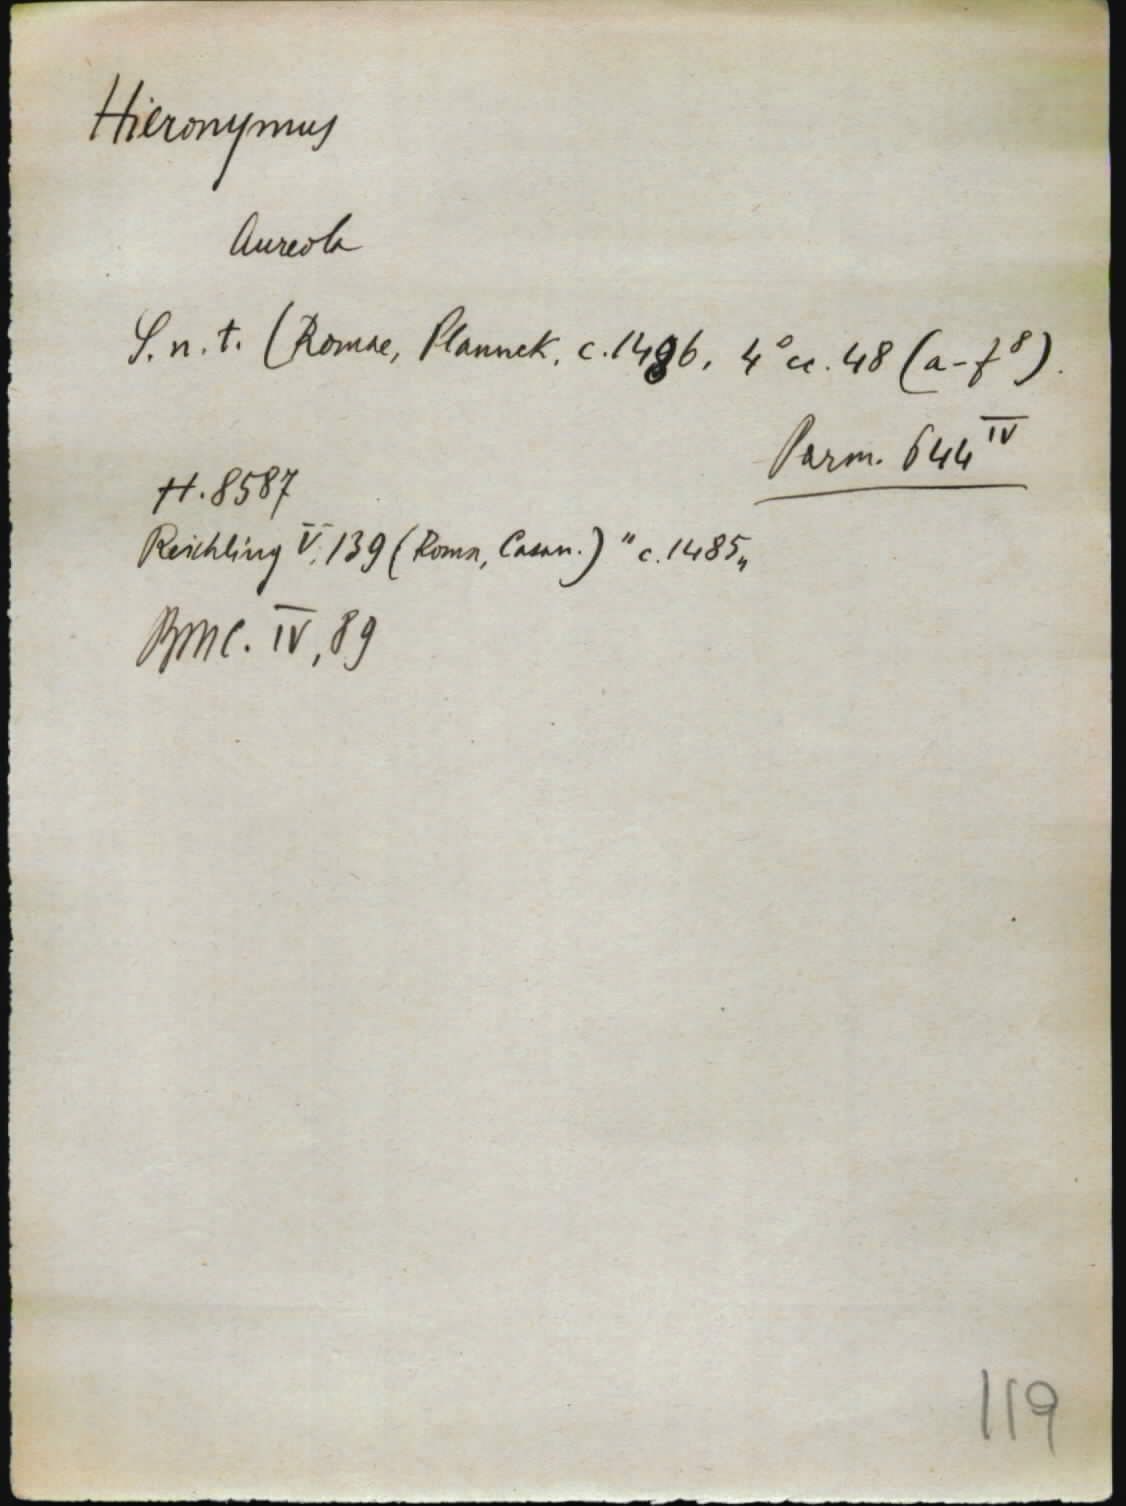 Hieronymus
Aureola
S.n.t. (Romae, Plannck, c. 1486, 4° cc. 48 (a-f⁸).
Parm. 644 IV
H. 8587
Reichling V, 139 (Roma, Casan.) "c. 1485„
BMC. IV, 89
119